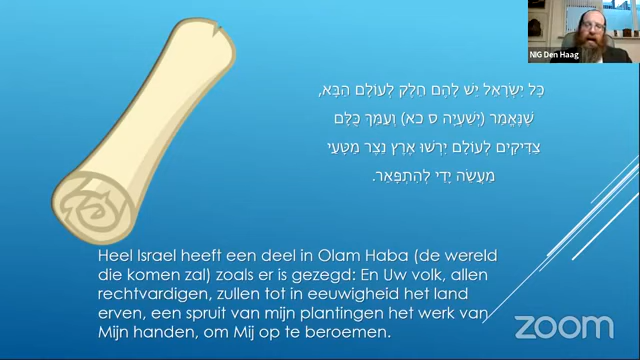 NIG Den Haag
כׇּל יִשְׂרָאֵל יֵשׁ לָהֶם חֵלֶק לָעוֹלָם הַבָּא,
שֶׁנֶּאֱמַר (ישעיה ס כא) וְעַמֵּךְ כֻּלָּם
צַדִּיקִים לְעוֹלָם יִרְשׁוּ אָרֶץ נֵצֶר מַטָּעַי
מַעֲשֵׂה יָדַי לְהִתְפָּאֵר.
Heel Israel heeft een deel in Olam Haba (de wereld
die komen zal) zoals er is gezegd: En Uw volk, allen
rechtvardigen, zullen tot in eeuwigheid het land
erven, een spruit van mijn plantingen het werk van
Mijn handen, om Mij op te beroemen.
zoom